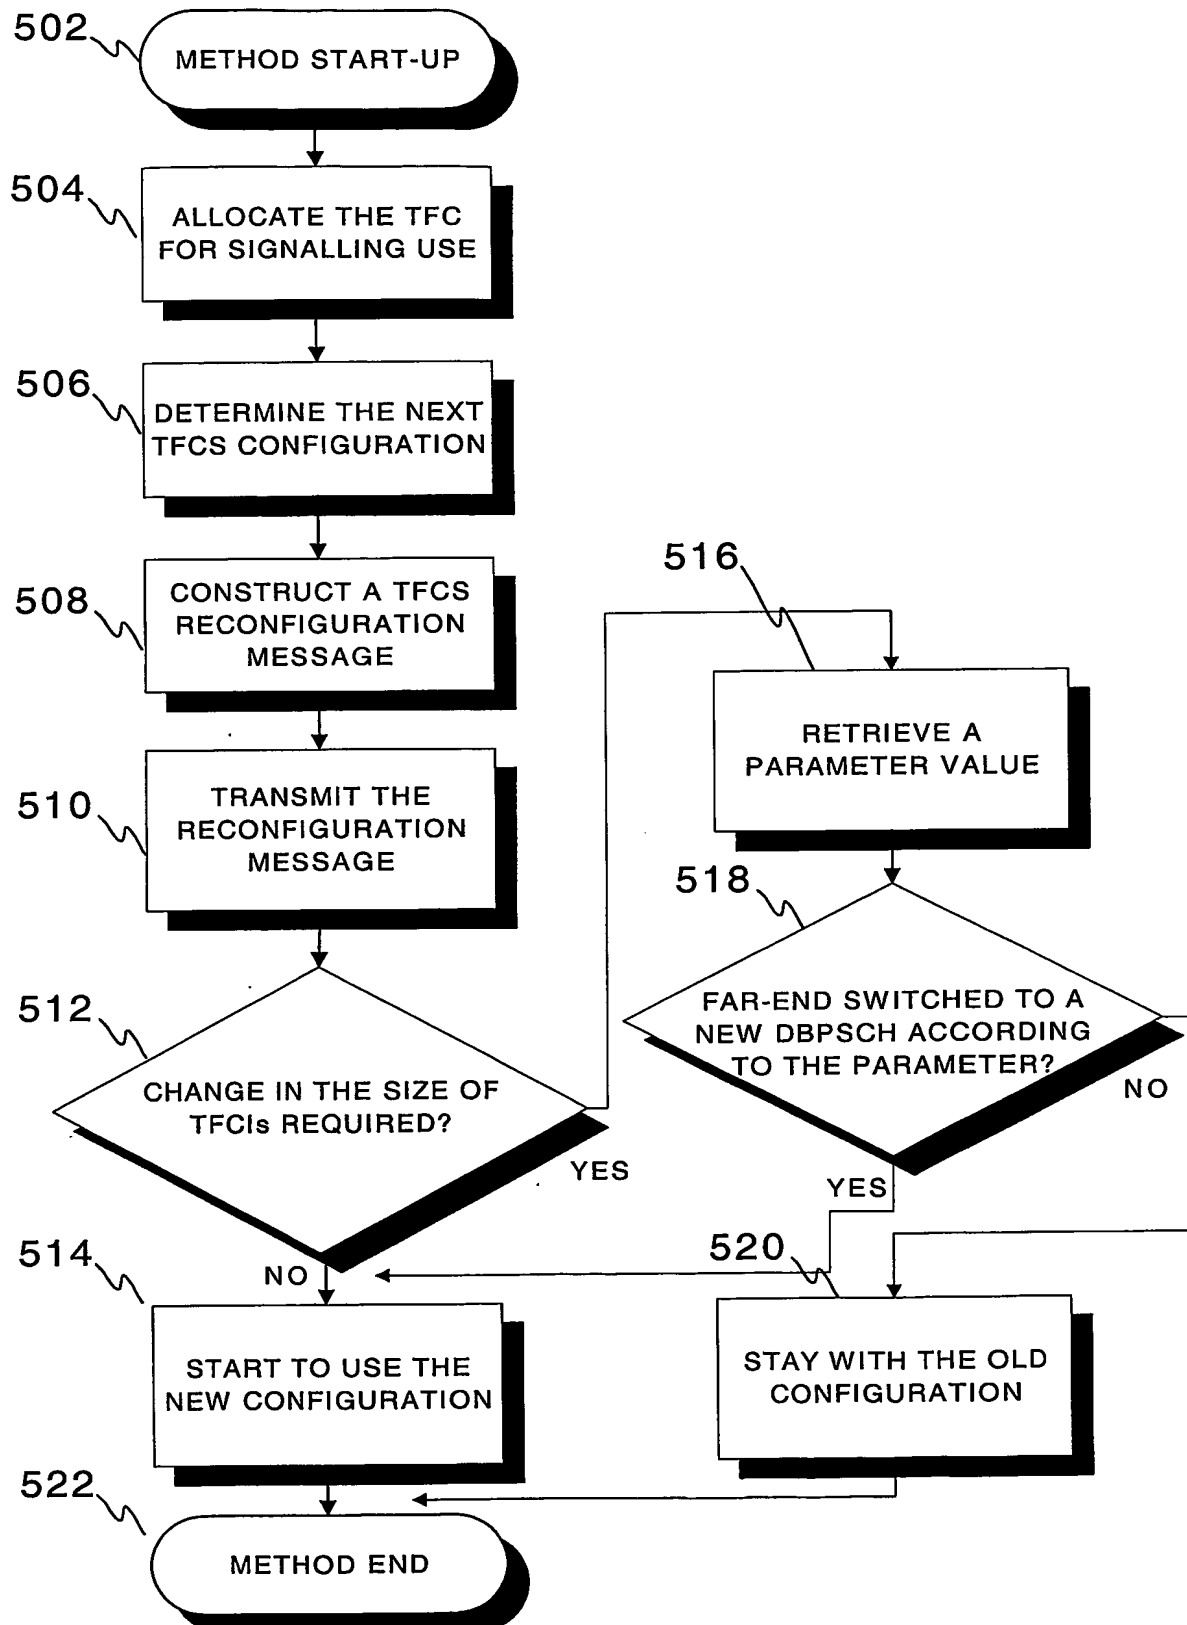 502
METHOD START-UP
504
ALLOCATE THE TFC
FOR SIGNALLING USE
506
DETERMINE THE NEXT
TFCS CONFIGURATION
508
CONSTRUCT A TFCS
RECONFIGURATION
MESSAGE
510
TRANSMIT THE
RECONFIGURATION
MESSAGE
512
CHANGE IN THE SIZE OF
TFCIs REQUIRED?
YES
NO
514
START TO USE THE
NEW CONFIGURATION
516
RETRIEVE A
PARAMETER VALUE
518
FAR-END SWITCHED TO A
NEW DBPSCH ACCORDING
TO THE PARAMETER?
NO
YES
520
STAY WITH THE OLD
CONFIGURATION
522
METHOD END